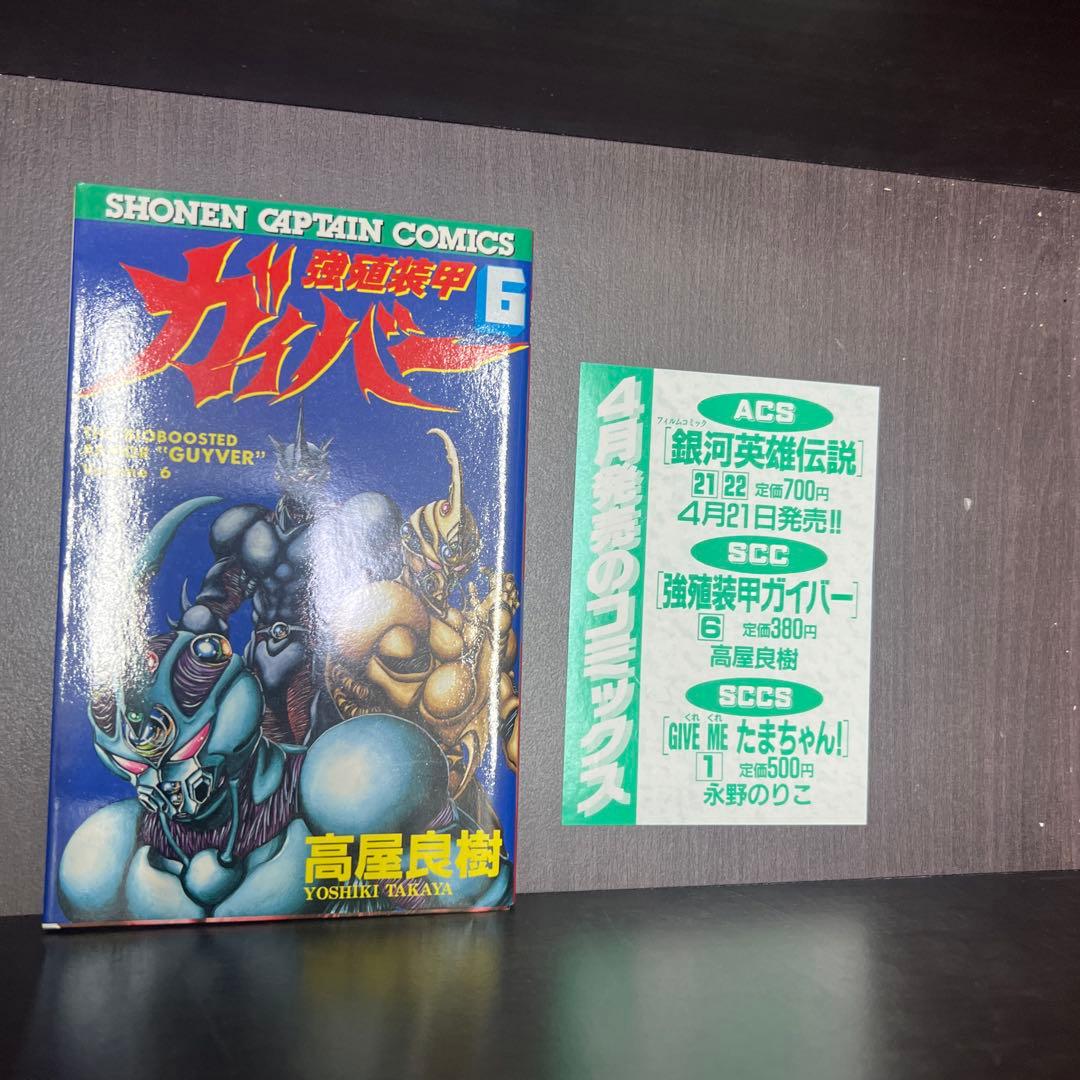 SHONEN CAPTAIN COMICS
強殖装甲
6
ガイバー
THE BIOBOOSTED
"GUYVER"
6
高屋良樹
YOSHIKI TAKAYA
4月発売のコミックス
ACS
フィルムコミック
[銀河英雄伝説]
21 22 定価700円
4月21日発売!!
SCC
[強殖装甲ガイバー]
6 定価380円
高屋良樹
SCCS
くれ くれ
[GIVE ME たまちゃん!]
1 定価500円
永野のりこ